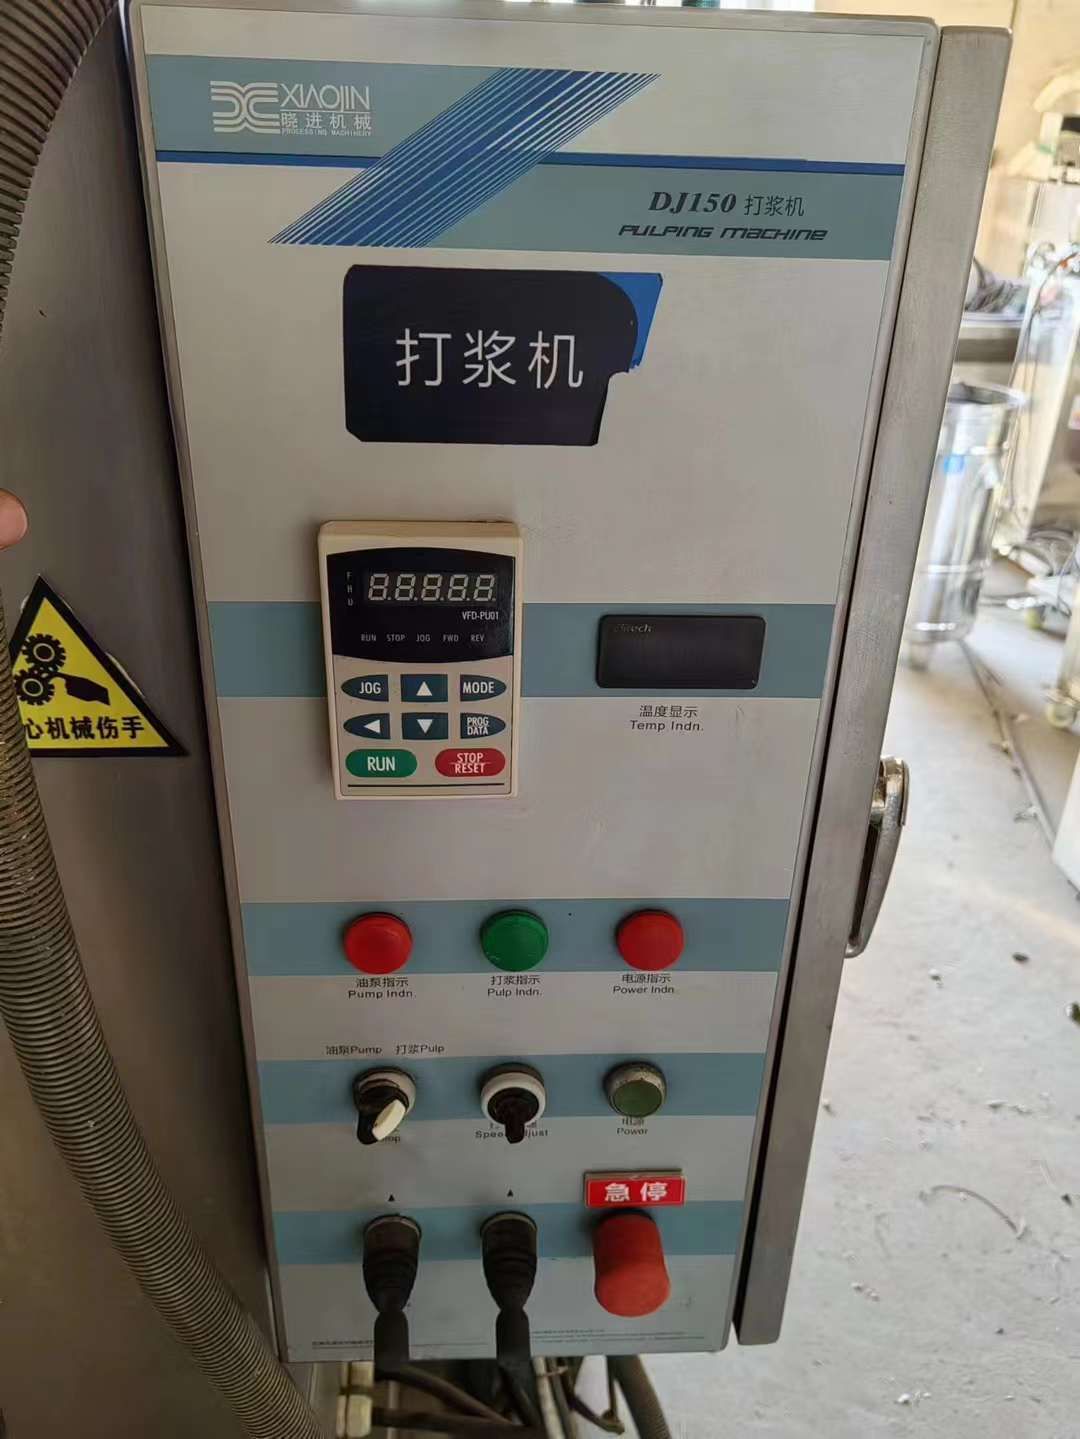 XIAOJIN
晓进机械
PROCESSING MACHINERY
DJ150 打浆机
PULPING MACHINE
打浆机
F
H
U
8.8.8.8.8
VFD-PU01
RUN STOP JOG FWD REV
JOG ▲ MODE
◀ ▼ PROG DATA
RUN STOP RESET
温度显示
Temp Indn.
心机械伤手
油泵指示
Pump Indn.
打浆指示
Pulp Indn.
电源指示
Power Indn.
油泵Pump 打浆Pulp
电源
Power
急停